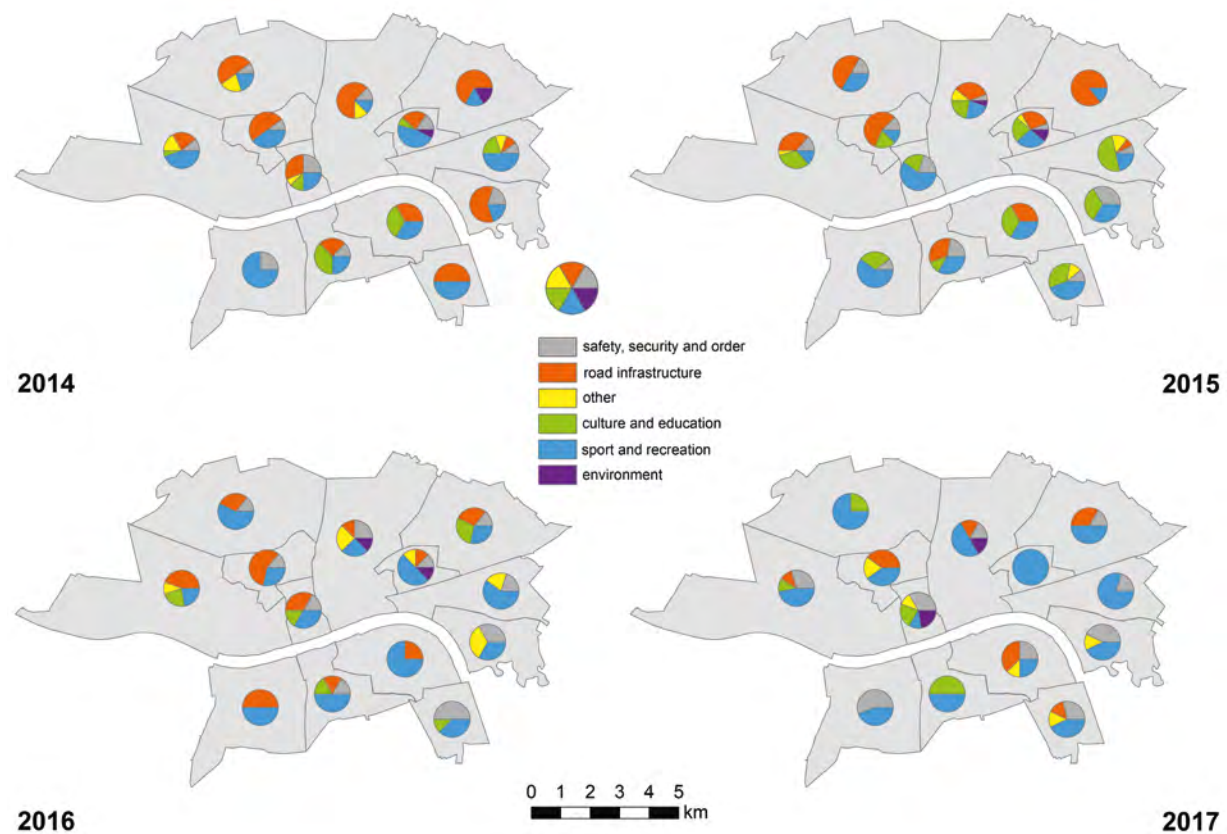 2014
2015
safety, security and order
road infrastructure
other
culture and education
sport and recreation
environment
2016
0 1 2 3 4 5
km
2017